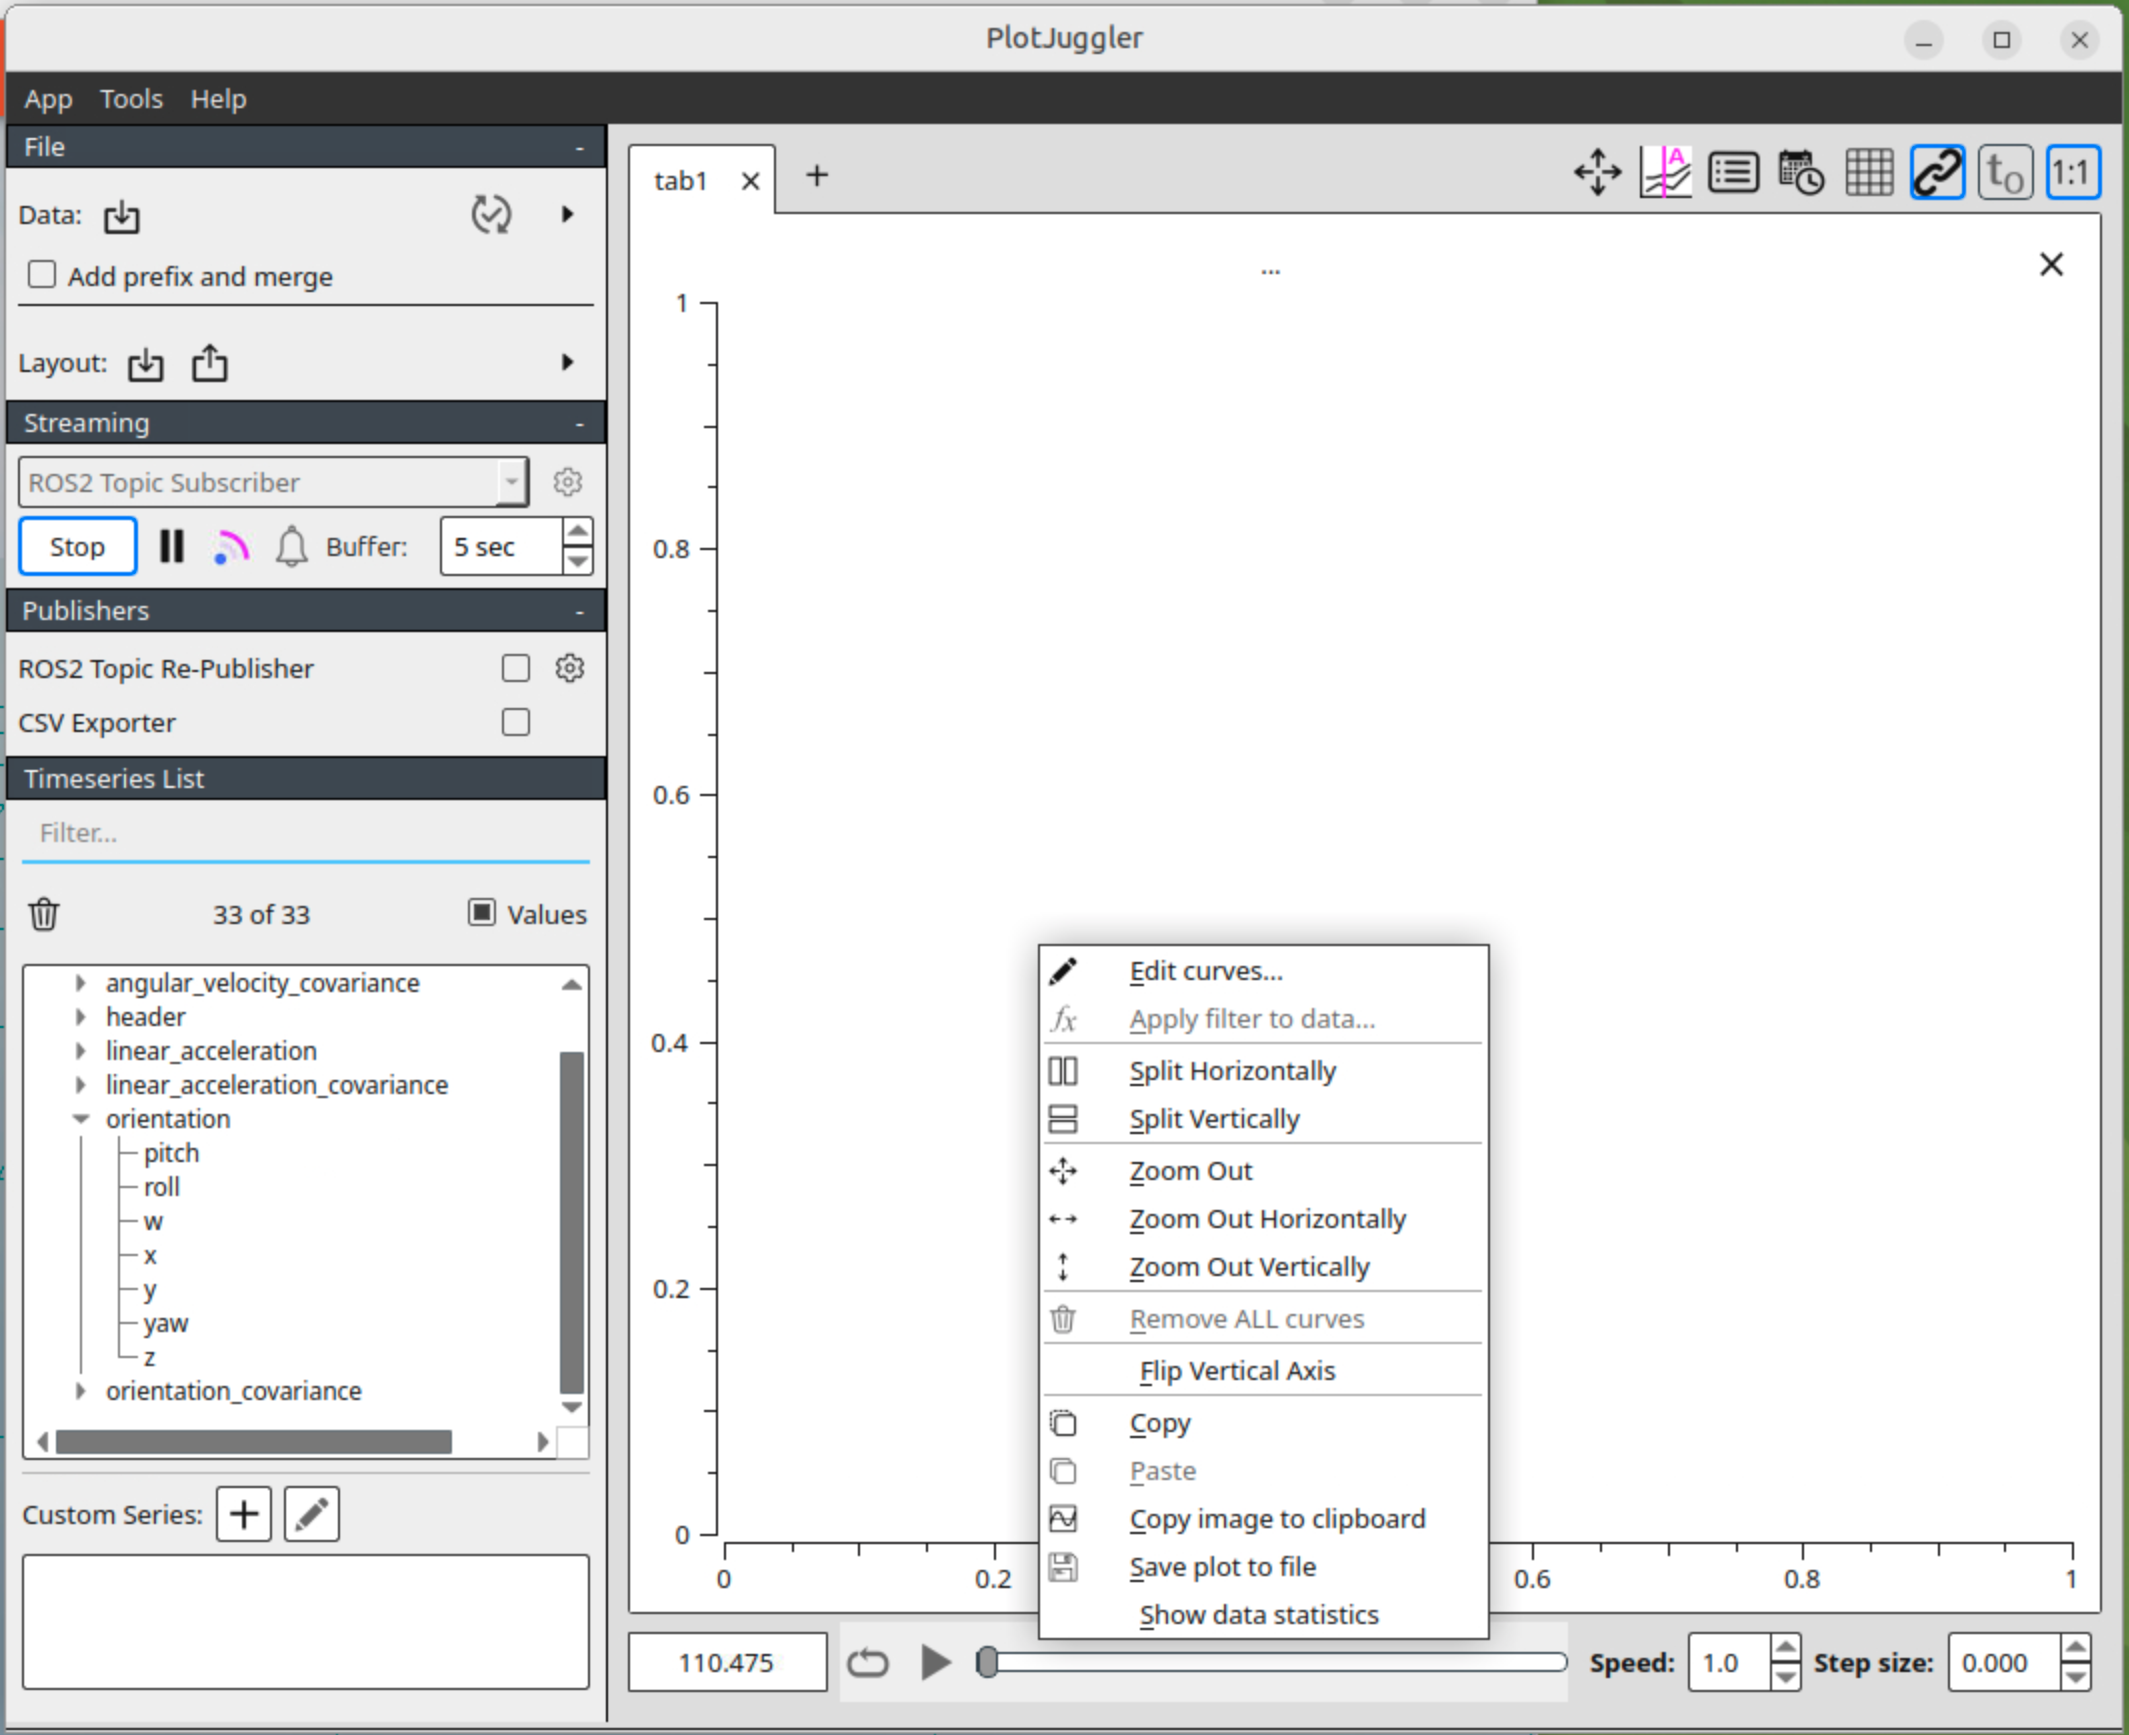 PlotJuggler
App Tools Help
File -
Data:
Add prefix and merge
Layout:
Streaming -
ROS2 Topic Subscriber
Stop Buffer: 5 sec
Publishers -
ROS2 Topic Re-Publisher
CSV Exporter
Timeseries List
Filter...
33 of 33 Values
angular_velocity_covariance
header
linear_acceleration
linear_acceleration_covariance
orientation
pitch
roll
w
x
y
yaw
z
orientation_covariance
Custom Series:
tab1
A
to
1:1
...
1
0.8
0.6
0.4
0.2
0
0 0.2 0.6 0.8 1
Edit curves...
fx Apply filter to data...
Split Horizontally
Split Vertically
Zoom Out
Zoom Out Horizontally
Zoom Out Vertically
Remove ALL curves
Flip Vertical Axis
Copy
Paste
Copy image to clipboard
Save plot to file
Show data statistics
110.475 Speed: 1.0 Step size: 0.000